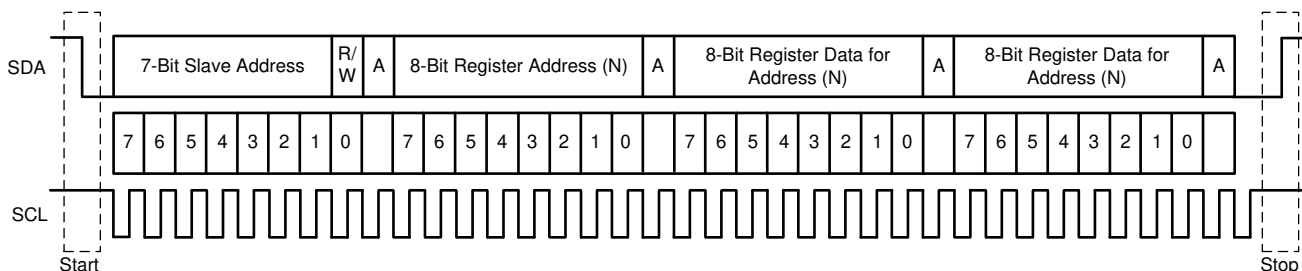 SDA
7-Bit Slave Address
R/
W
A
8-Bit Register Address (N)
A
8-Bit Register Data for
Address (N)
A
8-Bit Register Data for
Address (N)
A
7 6 5 4 3 2 1 0 7 6 5 4 3 2 1 0 7 6 5 4 3 2 1 0 7 6 5 4 3 2 1 0
SCL
Start
Stop